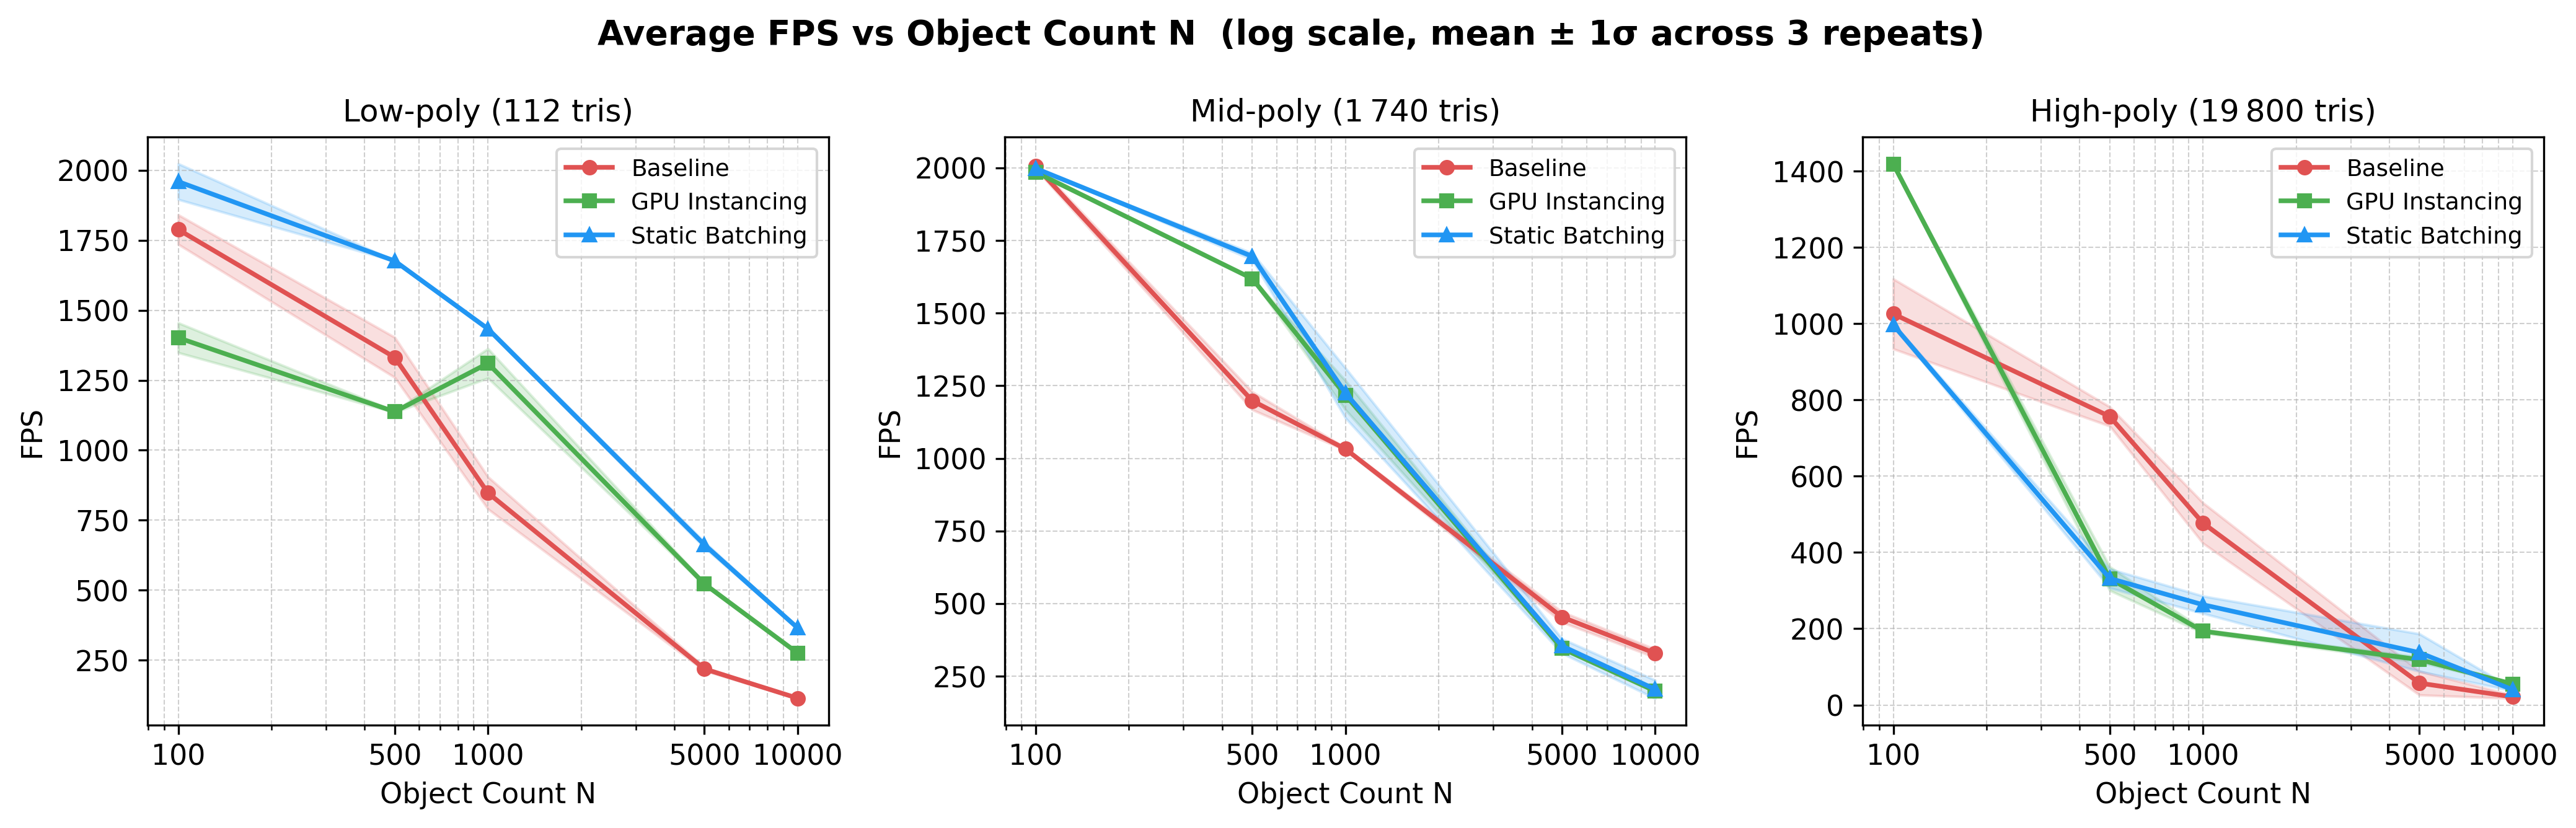 Average FPS vs Object Count N  (log scale, mean ± 1σ across 3 repeats)
Low-poly (112 tris)
FPS
2000
1750
1500
1250
1000
750
500
250
Baseline
GPU Instancing
Static Batching
100 500 1000 5000 10000
Object Count N
Mid-poly (1 740 tris)
FPS
2000
1750
1500
1250
1000
750
500
250
Baseline
GPU Instancing
Static Batching
100 500 1000 5000 10000
Object Count N
High-poly (19 800 tris)
FPS
1400
1200
1000
800
600
400
200
0
Baseline
GPU Instancing
Static Batching
100 500 1000 5000 10000
Object Count N